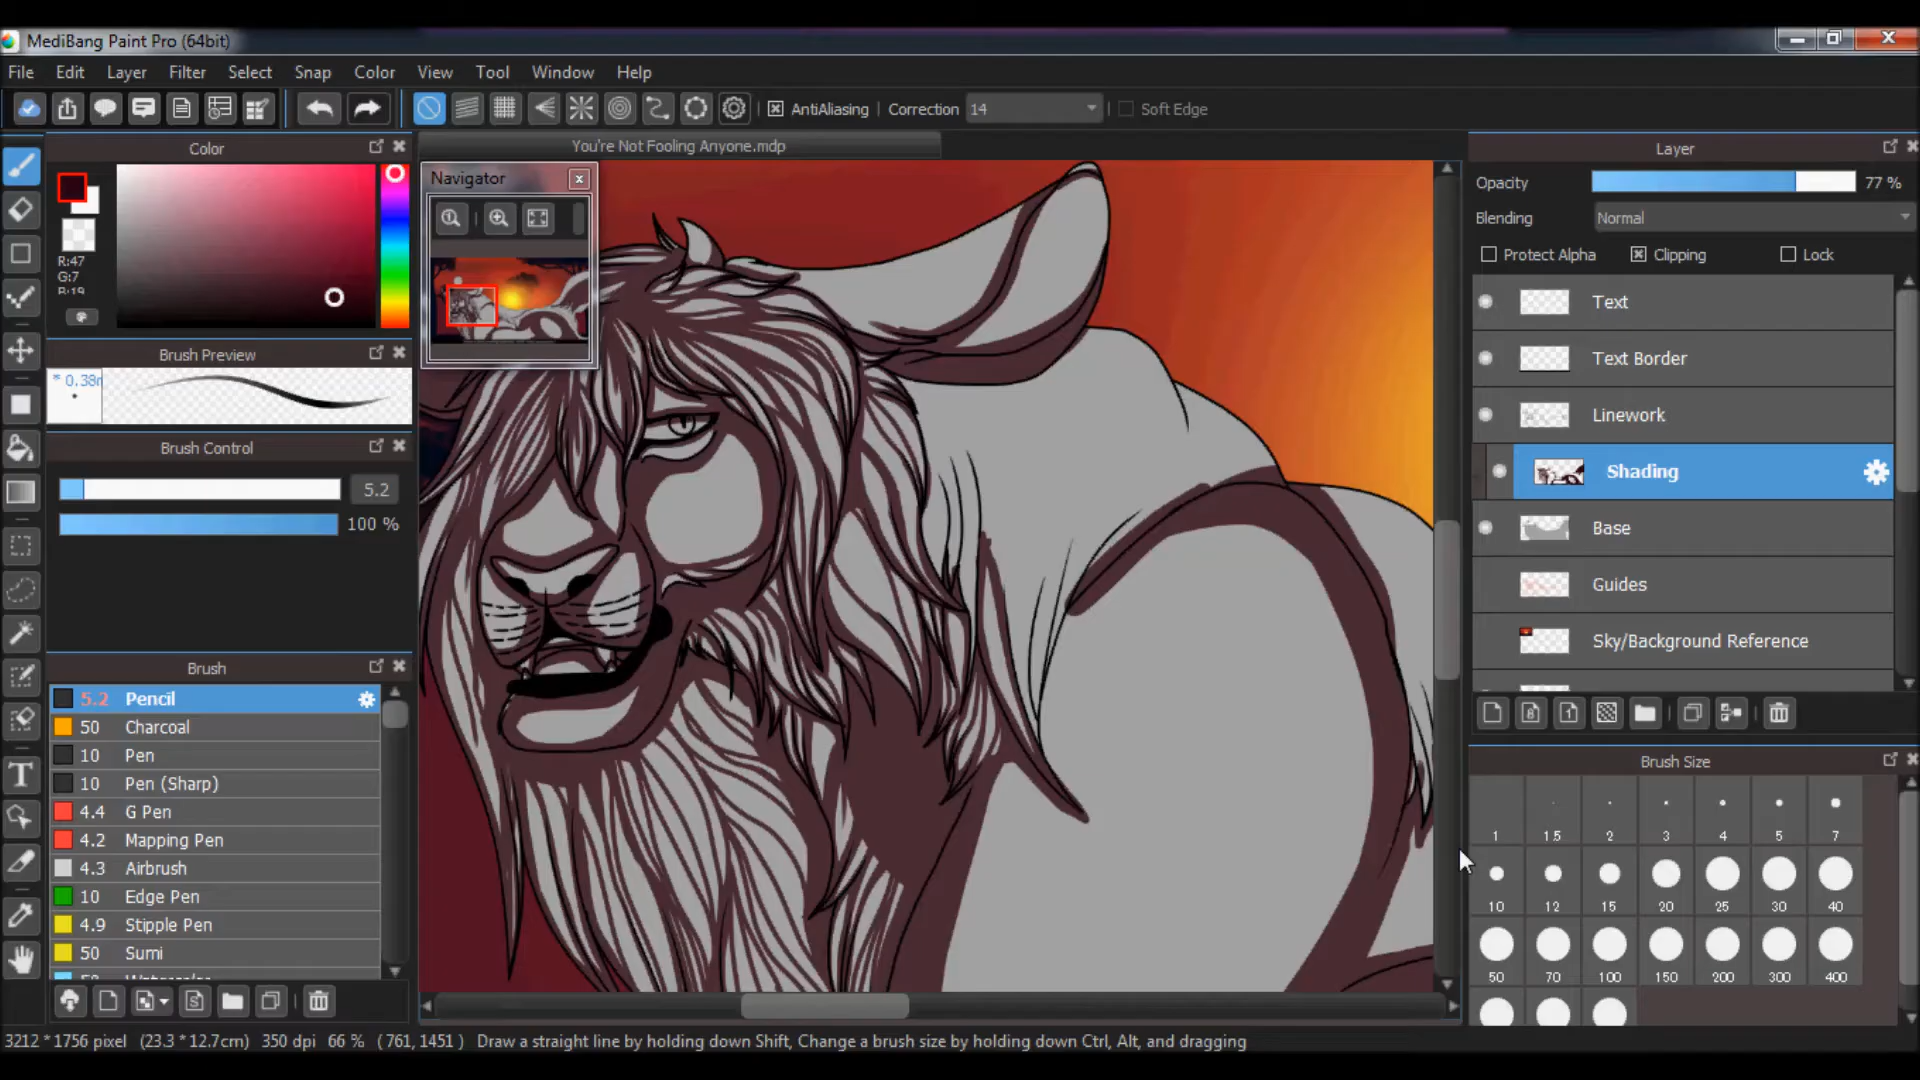 MediBang Paint Pro (64bit)
File Edit Layer Filter Select Snap Color View Tool Window Help
AntiAliasing Correction 14 Soft Edge
Color
R:47
G:7
B:19
Brush Preview
Brush Control
5.2
100 %
Brush
5.2 Pencil
50 Charcoal
10 Pen
10 Pen (Sharp)
4.4 G Pen
4.2 Mapping Pen
4.3 Airbrush
10 Edge Pen
4.9 Stipple Pen
50 Sumi
You're Not Fooling Anyone.mdp
Navigator
Layer
Opacity 77 %
Blending Normal
Protect Alpha Clipping Lock
Text
Text Border
Linework
Shading
Base
Guides
Sky/Background Reference
Brush Size
1 1.5 2 3 4 5 7
10 12 15 20 25 30 40
50 70 100 150 200 300 400
3212 * 1756 pixel (23.3 * 12.7cm) 350 dpi 66 % ( 761, 1451 ) Draw a straight line by holding down Shift, Change a brush size by holding down Ctrl, Alt, and dragging